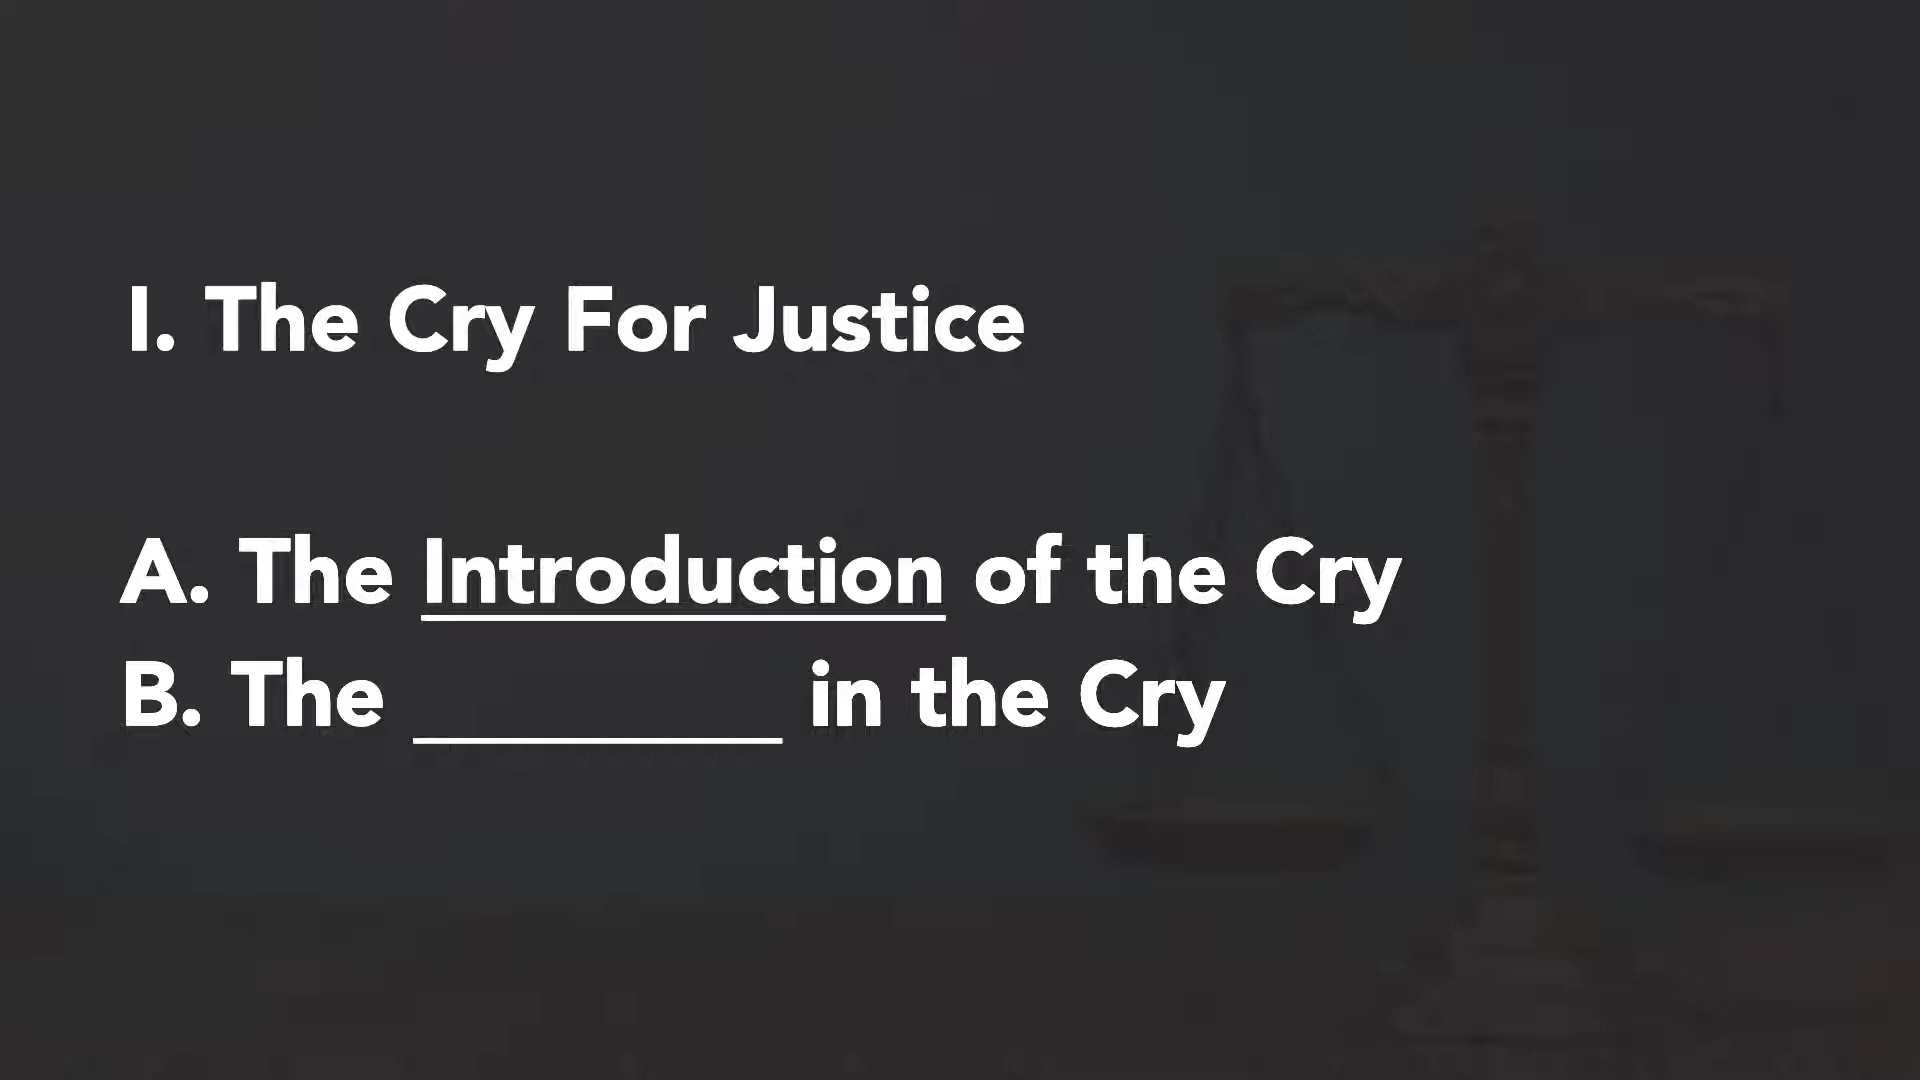 I. The Cry For Justice
A. The Introduction of the Cry
B. The ________ in the Cry